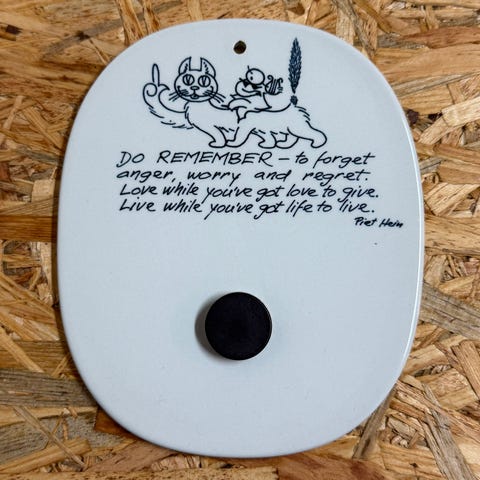 DO REMEMBER – to forget
anger, worry and regret.
Love while you've got love to give.
Live while you've got life to live.
Piet Hein